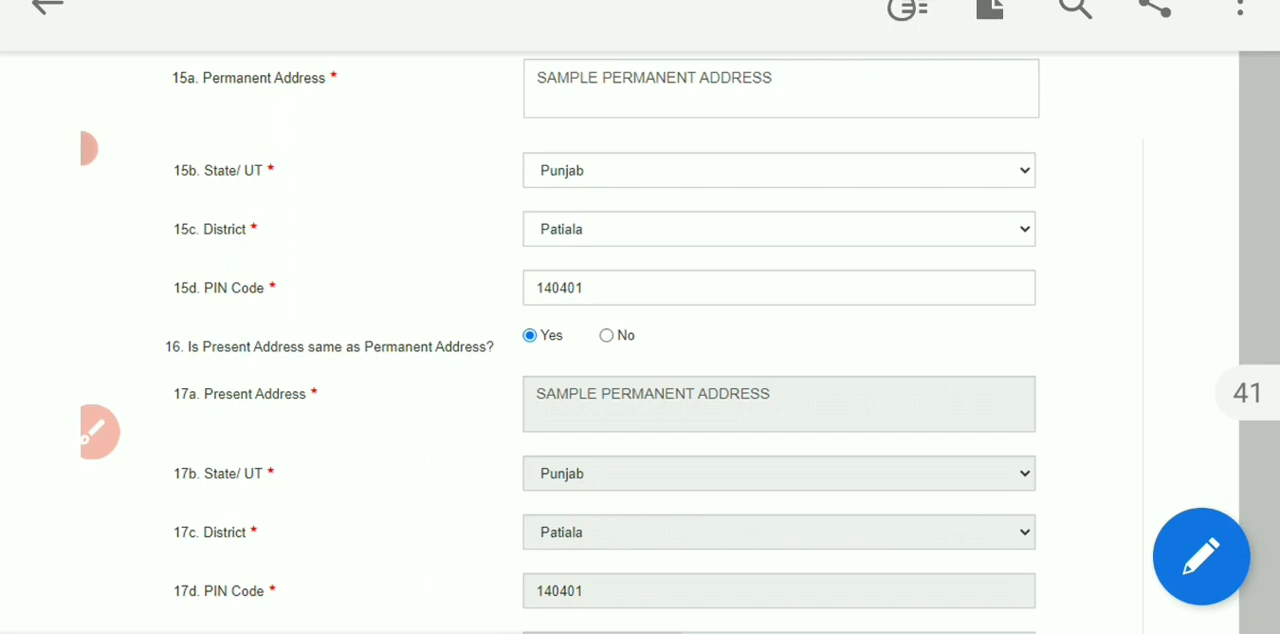 15a. Permanent Address * SAMPLE PERMANENT ADDRESS
15b. State/ UT * Punjab
15c. District * Patiala
15d. PIN Code * 140401
16. Is Present Address same as Permanent Address? Yes No
17a. Present Address * SAMPLE PERMANENT ADDRESS
41
17b. State/ UT * Punjab
17c. District * Patiala
17d. PIN Code * 140401